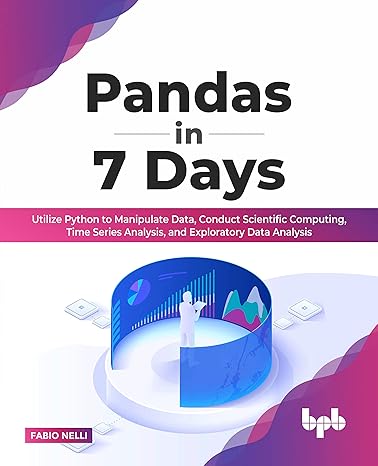 Pandas
in
7 Days
Utilize Python to Manipulate Data, Conduct Scientific Computing,
Time Series Analysis, and Exploratory Data Analysis
FABIO NELLI
bpb